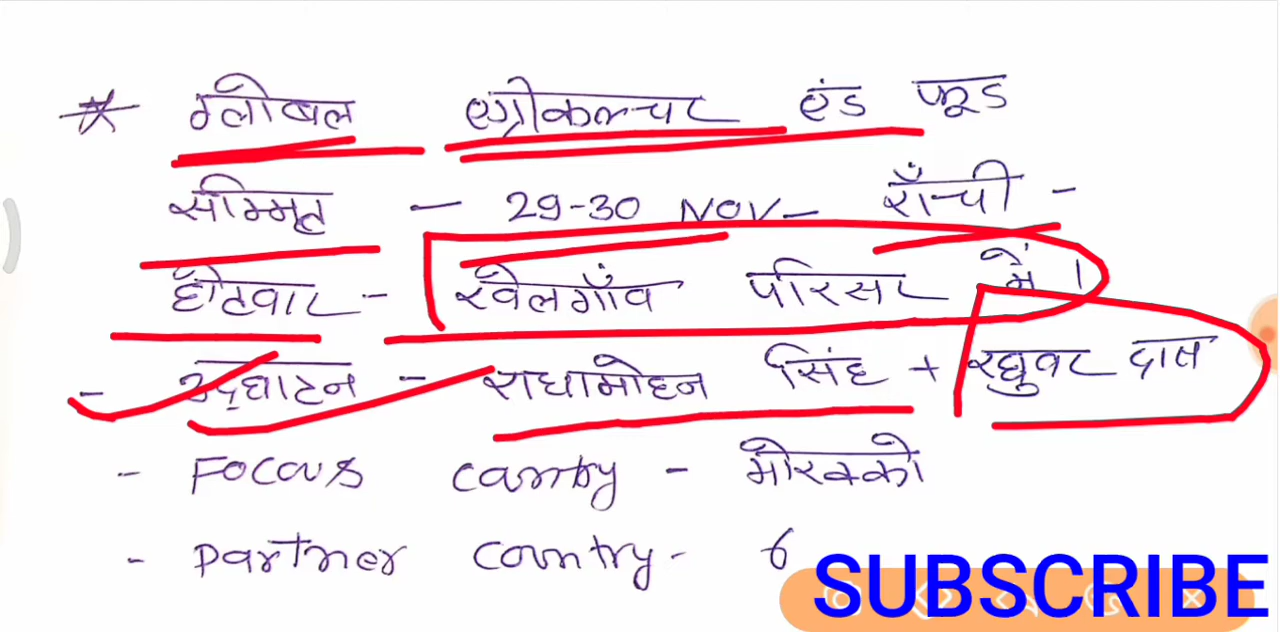 * ग्लोबल एग्रीकल्चर एंड फूड
सम्मिट - 29-30 NOV - राँची -
होटवार - खेलगाँव परिसर में।
- उद्घाटन - राधामोहन सिंह + रघुवर दास
- Focus country - मोरक्को
- Partner country - 6
SUBSCRIBE